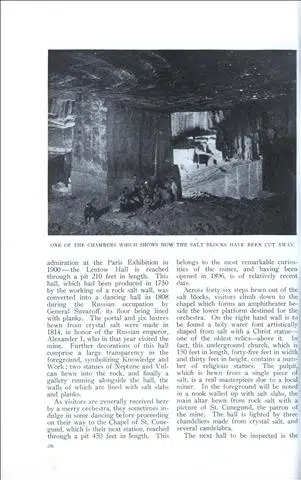 ONE OF THE CHAMBERS WHICH SHOWS HOW THE SALT BLOCKS HAVE BEEN CUT AWAY.
admiration at the Paris Exhibition in
1900—the Lentow Hall is reached
through a pit 210 feet in length. This
hall, which had been produced in 1750
by the working of a rock salt wall, was
converted into a dancing hall in 1808
during the Russian occupation by
General Suvaroff, its floor being lined
with planks. The portal and six lustres
hewn from crystal salt were made in
1814, in honor of the Russian emperor,
Alexander I, who in that year visited the
mine. Further decorations of this hall
comprise a large transparency in the
foreground, symbolizing Knowledge and
Work; two statues of Neptune and Vul-
can hewn into the rock, and finally a
gallery running alongside the hall, the
walls of which are lined with salt slabs
and planks.
As visitors are generally received here
by a merry orchestra, they sometimes in-
dulge in some dancing before proceeding
on their way to the Chapel of St. Cune-
gund, which is their next station, reached
through a pit 450 feet in length. This
belongs to the most remarkable curios-
ities of the mines, and having been
opened in 1896, is of relatively recent
date.
Across forty-six steps hewn out of the
salt blocks, visitors climb down to the
chapel which forms an amphitheater be-
side the lower platform destined for the
orchestra. On the right hand wall is to
be found a holy water font artistically
shaped from salt with a Christ statue—
one of the oldest relics—above it. In
fact, this underground church, which is
150 feet in length, forty-five feet in width
and thirty feet in height, contains a num-
ber of religious statues. The pulpit,
which is hewn from a single piece of
salt, is a real masterpiece due to a local
miner. In the foreground will be noted
in a nook walled up with salt slabs, the
main altar hewn from rock salt with a
picture of St. Cunegund, the patron of
the mine. The hall is lighted by three
chandeliers made from crystal salt, and
several candelabra.
The next hall to be inspected is the